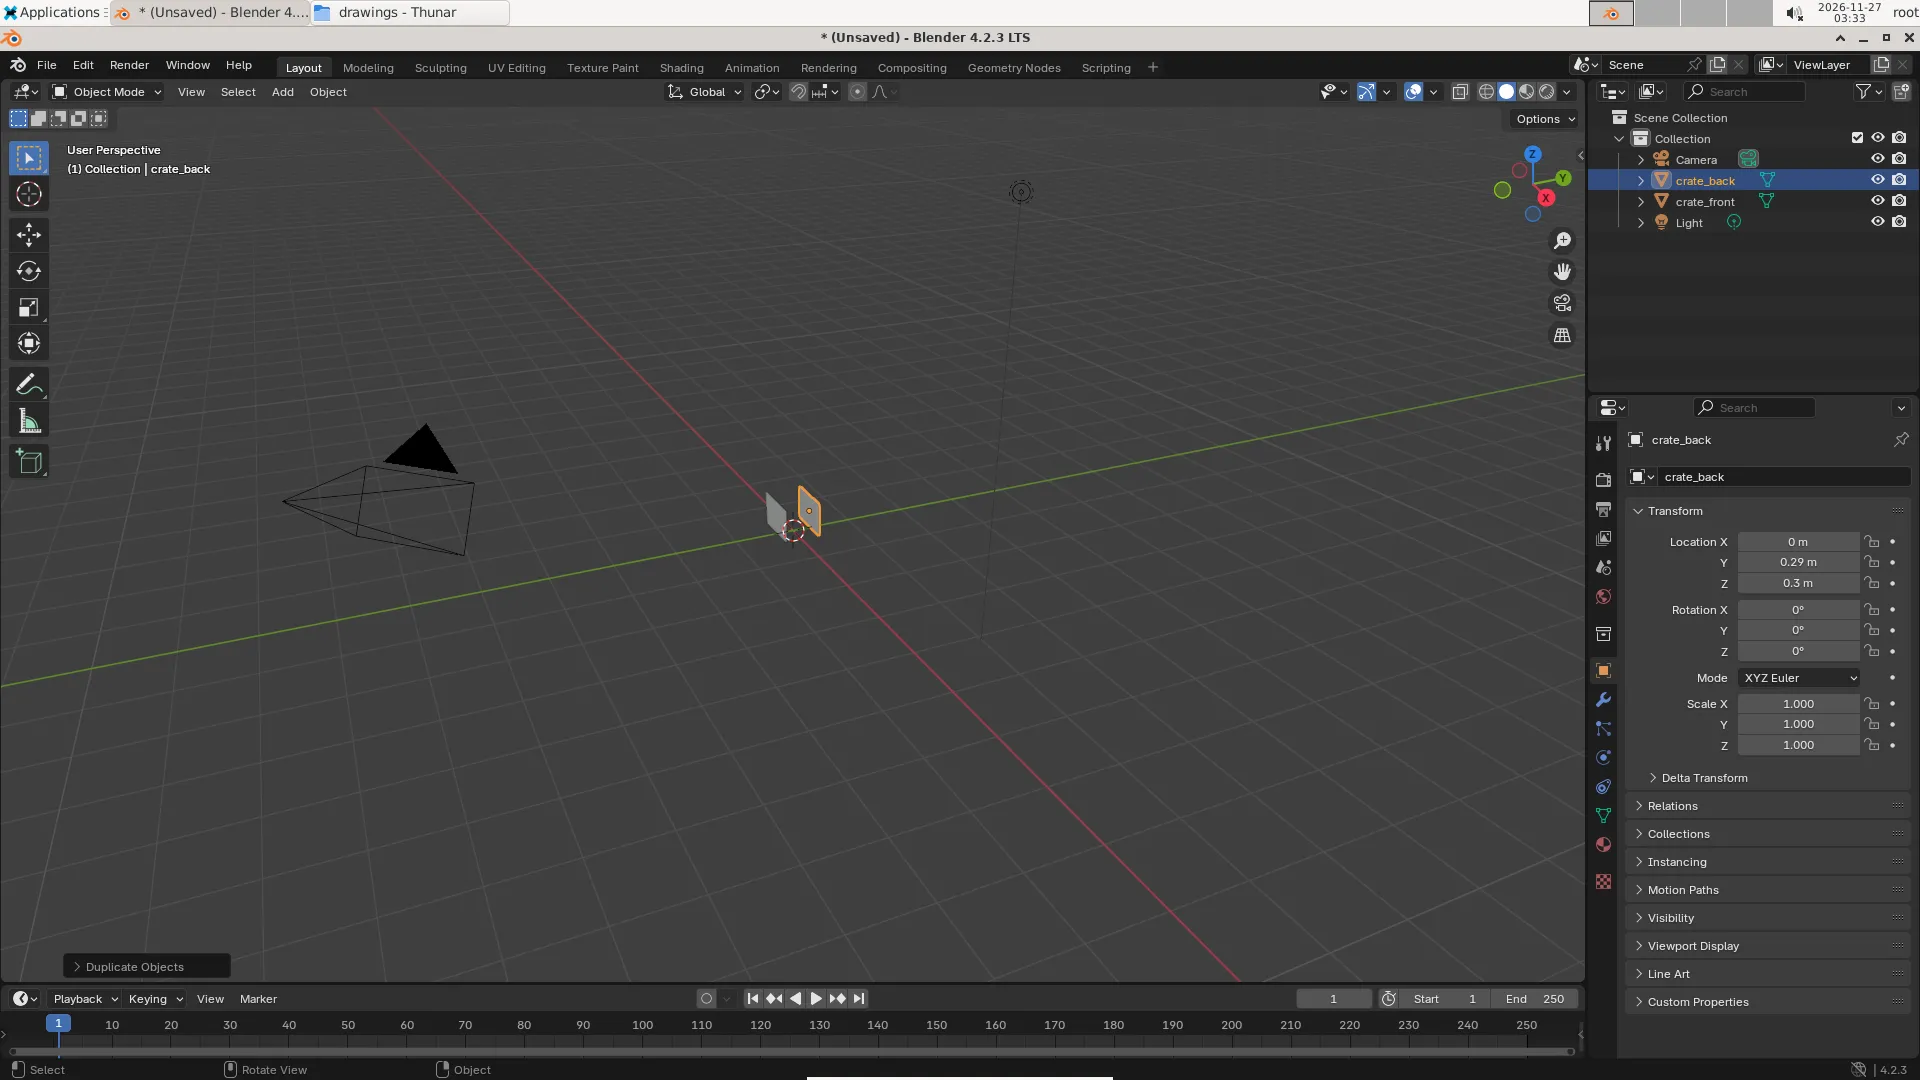 Applications
* (Unsaved) - Blender 4....
drawings - Thunar
2026-11-27
03:33
root
* (Unsaved) - Blender 4.2.3 LTS
File Edit Render Window Help
Layout Modeling Sculpting UV Editing Texture Paint Shading Animation Rendering Compositing Geometry Nodes Scripting
Scene
ViewLayer
Object Mode View Select Add Object
Global
Search
Options
User Perspective
(1) Collection | crate_back
Z
Y
X
Scene Collection
Collection
Camera
crate_back
crate_front
Light
Search
crate_back
crate_back
Transform
Location X 0 m
Y 0.29 m
Z 0.3 m
Rotation X 0°
Y 0°
Z 0°
Mode XYZ Euler
Scale X 1.000
Y 1.000
Z 1.000
Delta Transform
Relations
Collections
Instancing
Motion Paths
Visibility
Viewport Display
Line Art
Custom Properties
Duplicate Objects
Playback Keying View Marker
1
Start 1
End 250
1 10 20 30 40 50 60 70 80 90 100 110 120 130 140 150 160 170 180 190 200 210 220 230 240 250
Select
Rotate View
Object
4.2.3